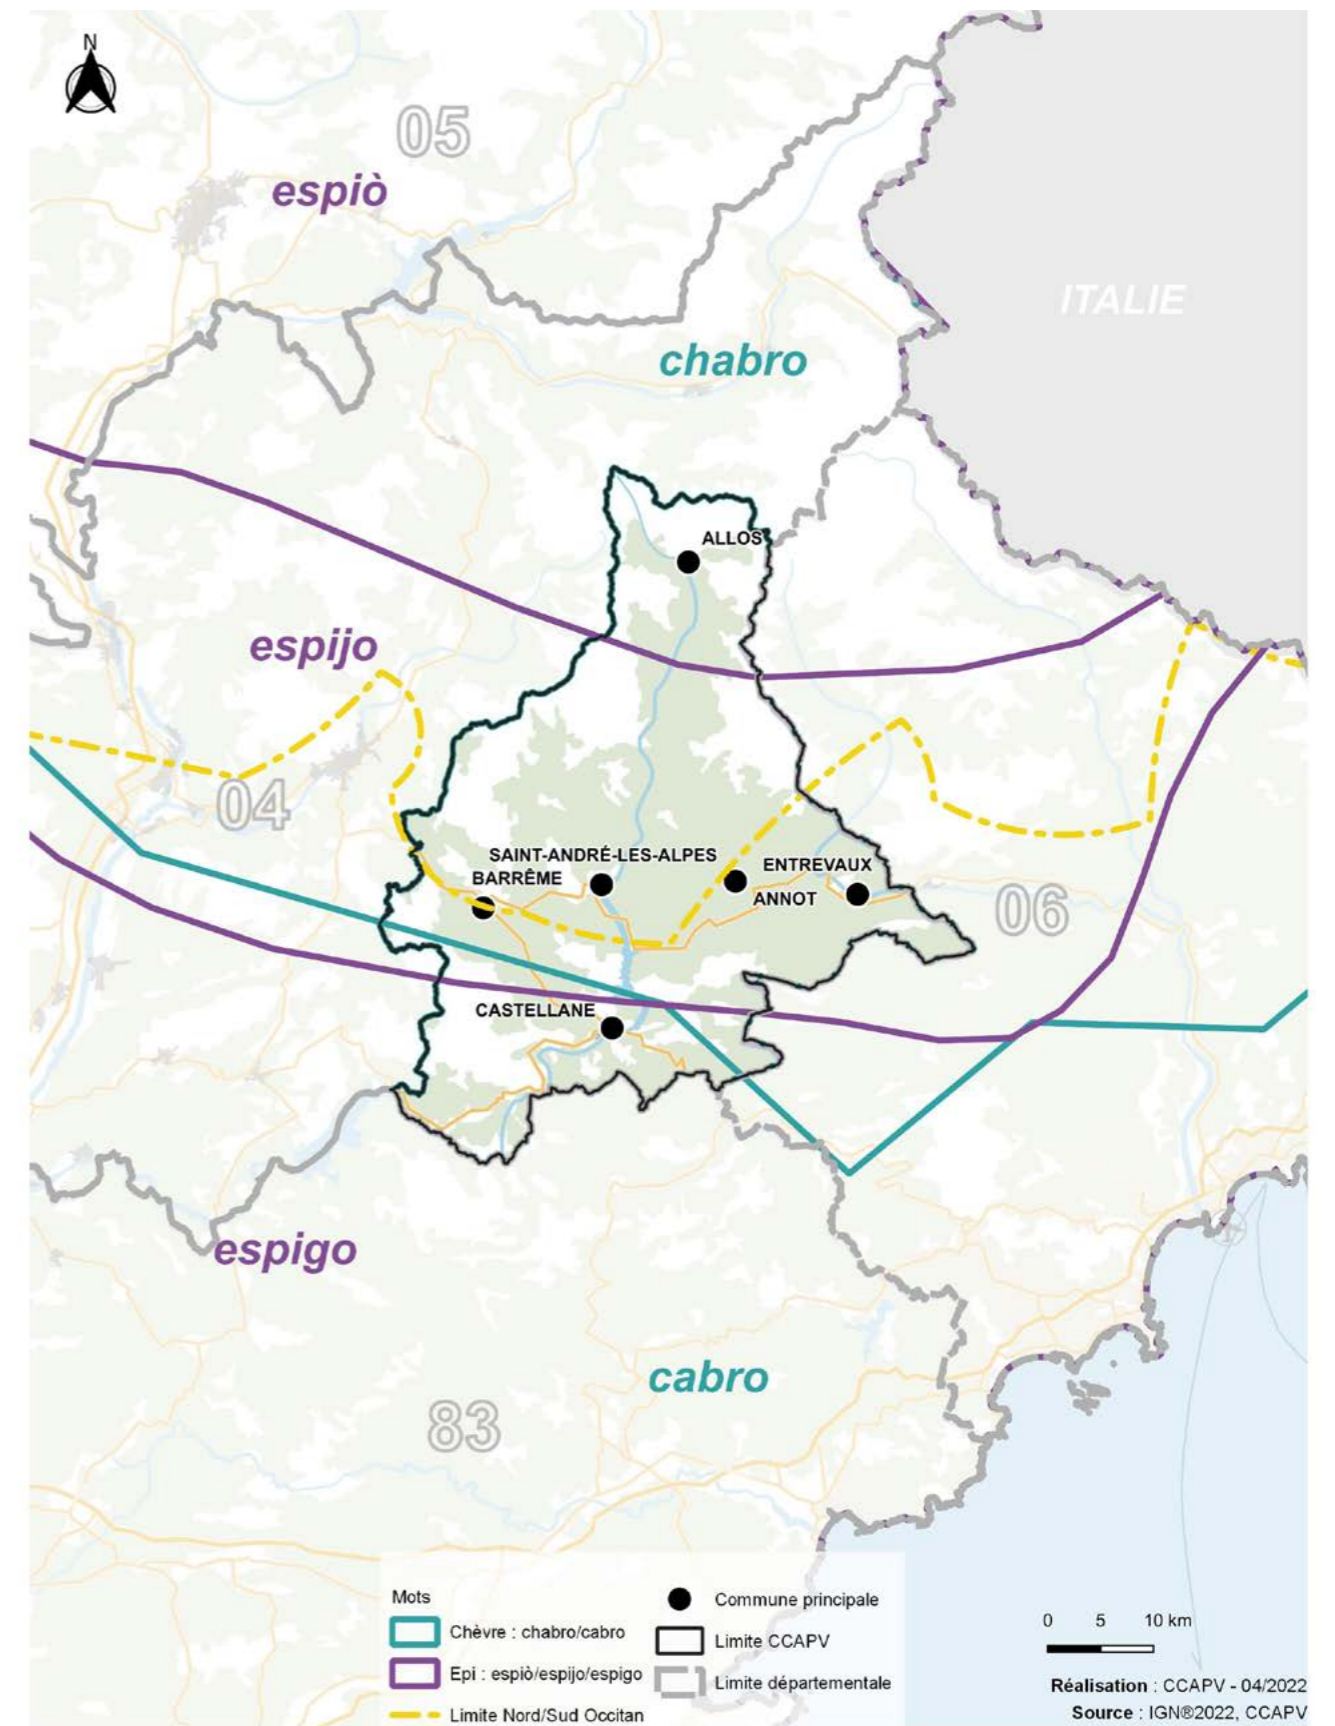 N
05
espiò
ITALIE
chabro
ALLOS
espijo
04
SAINT-ANDRÉ-LES-ALPES
BARRÊME
ENTREVAUX
ANNOT
06
CASTELLANE
espigo
cabro
83
Mots
Chèvre : chabro/cabro
Epi : espiò/espijo/espigo
Limite Nord/Sud Occitan
Commune principale
Limite CCAPV
Limite départementale
0 5 10 km
Réalisation : CCAPV - 04/2022
Source : IGN®2022, CCAPV